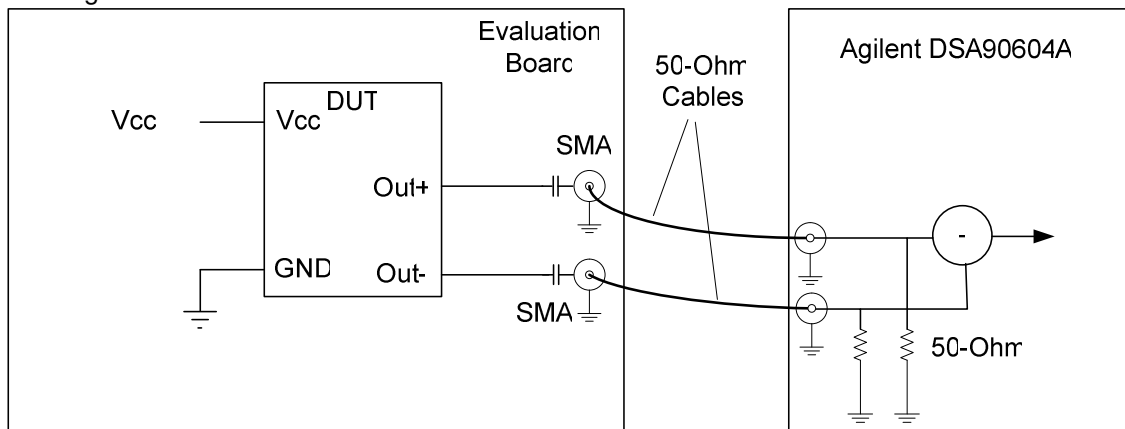 Evaluation
Board
Agilent DSA90604A
50-Ohm
Cables
DUT
Vcc
Vcc
SMA
Out+
GND
Out-
SMA
-
50-Ohm